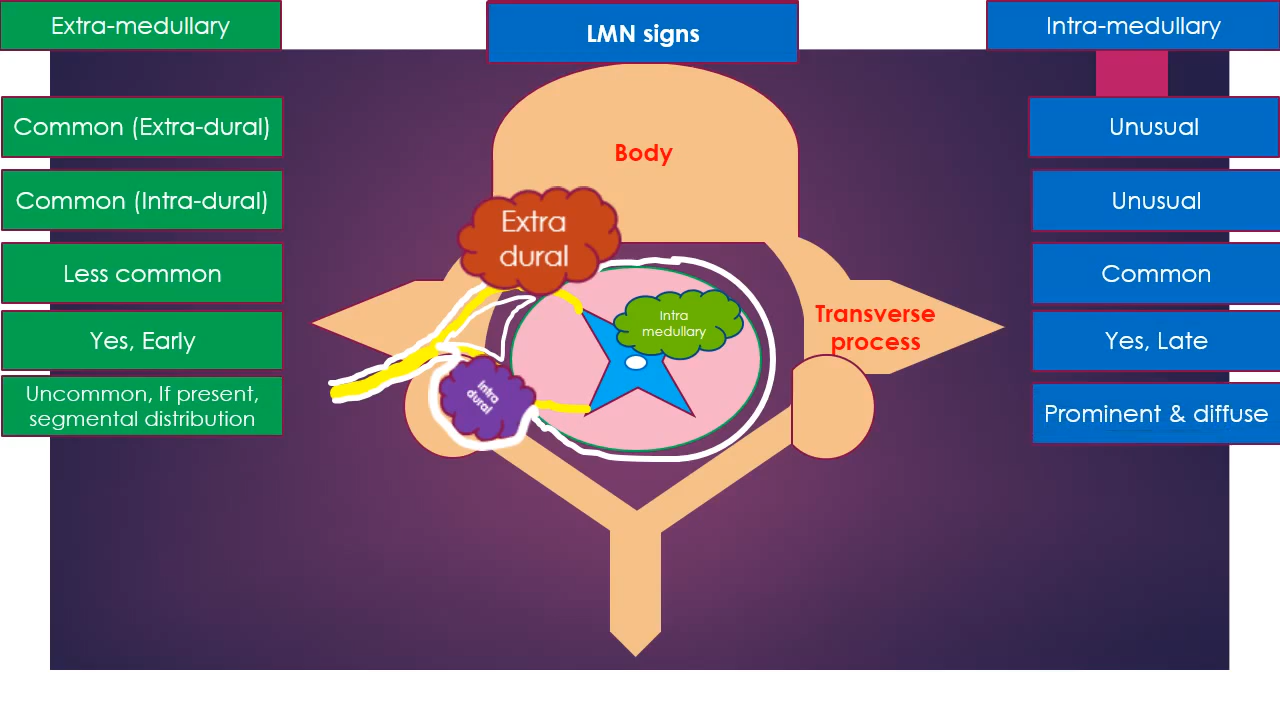 Extra-medullary
LMN signs
Intra-medullary
Common (Extra-dural)
Common (Intra-dural)
Less common
Yes, Early
Uncommon, If present,
segmental distribution
Body
Extra
dural
Intra
medullary
Intra
dural
Transverse
process
Unusual
Unusual
Common
Yes, Late
Prominent & diffuse